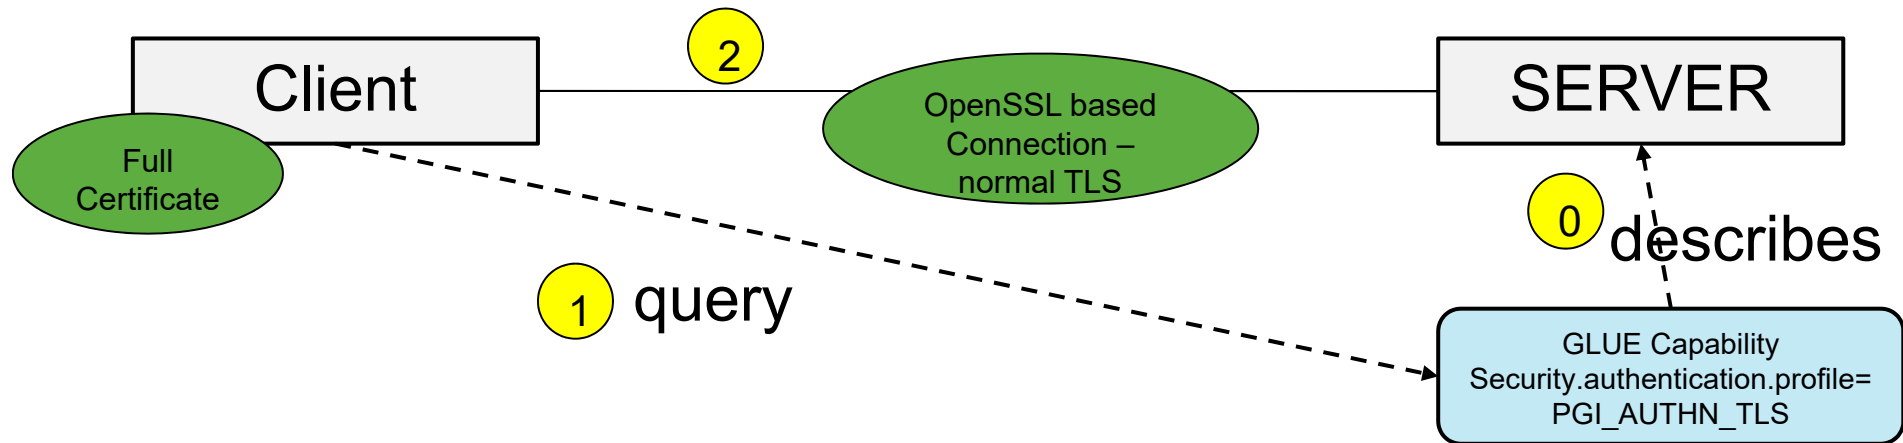 2
Client
SERVER
OpenSSL based
Connection –
normal TLS
Full
Certificate
0
describes
1
query
GLUE Capability
Security.authentication.profile=
PGI_AUTHN_TLS